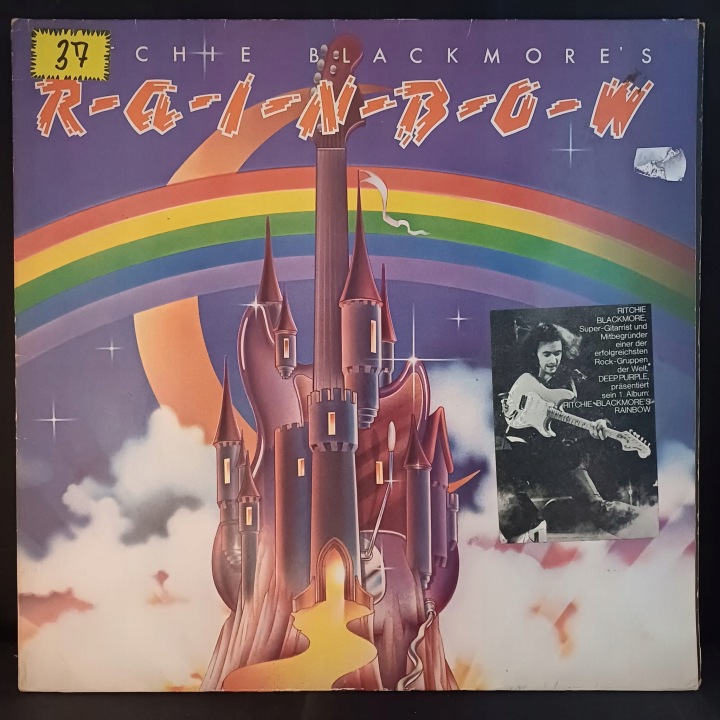 37
CHIE BLACKMORE'S
R-A-I-N-B-O-W
RITCHIE
BLACKMORE,
Super-Gitarrist und
Mitbegründer
einer der
erfolgreichsten
Rock-Gruppen
der Welt,
DEEP PURPLE,
präsentiert
sein 1. Album:
RITCHIE BLACKMORE'S
RAINBOW